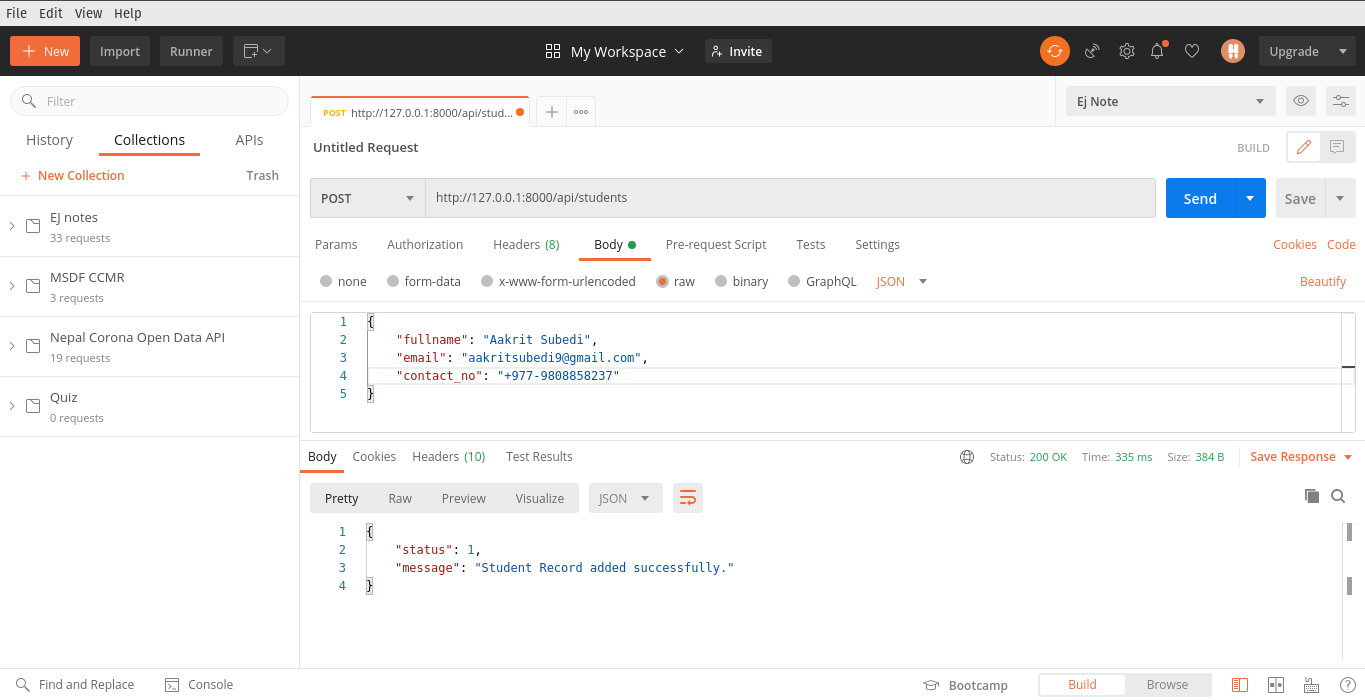 File Edit View Help
New Import Runner My Workspace Invite Upgrade
Filter
History Collections APIs
New Collection Trash
EJ notes
33 requests
MSDF CCMR
3 requests
Nepal Corona Open Data API
19 requests
Quiz
0 requests
POST http://127.0.0.1:8000/api/stud...
Ej Note
Untitled Request BUILD
POST http://127.0.0.1:8000/api/students Send Save
Params Authorization Headers (8) Body Pre-request Script Tests Settings Cookies Code
none form-data x-www-form-urlencoded raw binary GraphQL JSON Beautify
1 {
2 "fullname": "Aakrit Subedi",
3 "email": "aakritsubedi9@gmail.com",
4 "contact_no": "+977-9808858237"
5 }
Body Cookies Headers (10) Test Results Status: 200 OK Time: 335 ms Size: 384 B Save Response
Pretty Raw Preview Visualize JSON
1 {
2 "status": 1,
3 "message": "Student Record added successfully."
4 }
Find and Replace Console Bootcamp Build Browse